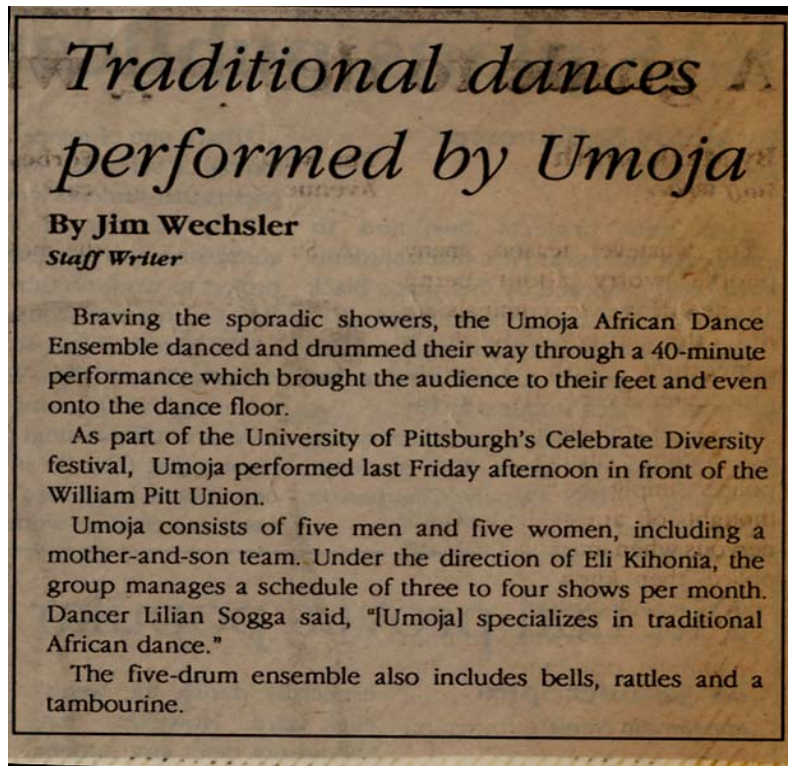 Traditional dances
performed by Umoja
By Jim Wechsler
Staff Writer
Braving the sporadic showers, the Umoja African Dance
Ensemble danced and drummed their way through a 40-minute
performance which brought the audience to their feet and even
onto the dance floor.
As part of the University of Pittsburgh's Celebrate Diversity
festival, Umoja performed last Friday afternoon in front of the
William Pitt Union.
Umoja consists of five men and five women, including a
mother-and-son team. Under the direction of Eli Kihonia, the
group manages a schedule of three to four shows per month.
Dancer Lilian Sogga said, "[Umoja] specializes in traditional
African dance."
The five-drum ensemble also includes bells, rattles and a
tambourine.